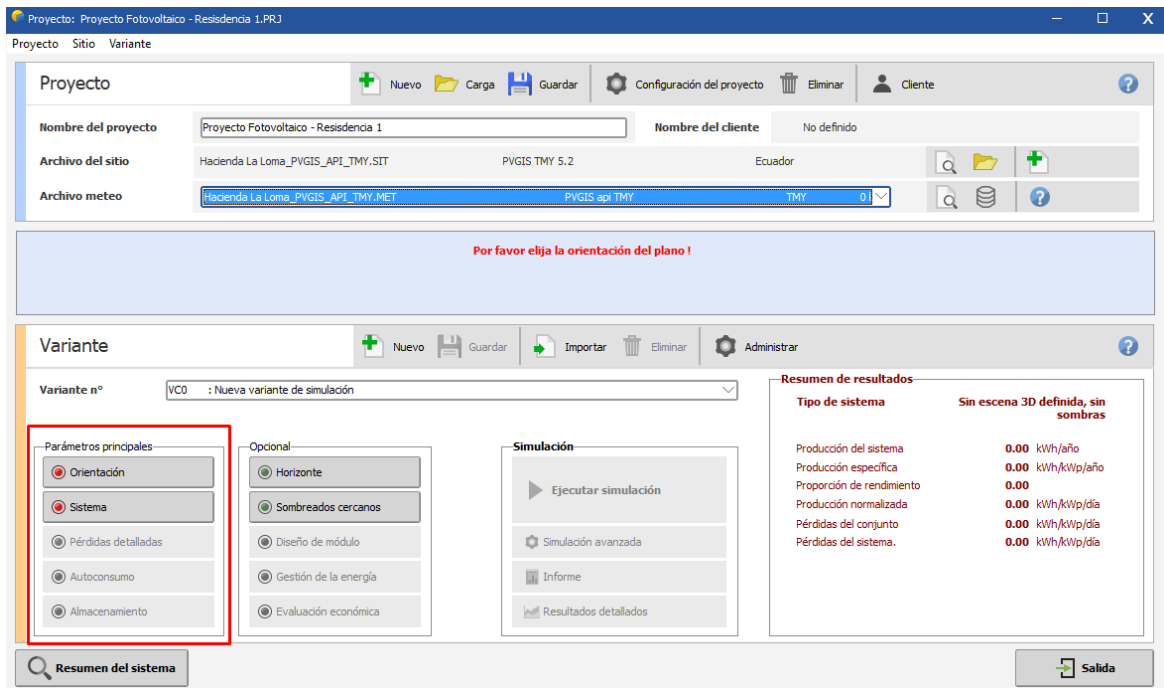 Proyecto: Proyecto Fotovoltaico - Resisdencia 1.PRJ
Proyecto Sitio Variante
Proyecto Nuevo Carga Guardar Configuración del proyecto Eliminar Cliente
Nombre del proyecto Proyecto Fotovoltaico - Resisdencia 1 Nombre del cliente No definido
Archivo del sitio Hacienda La Loma_PVGIS_API_TMY.SIT PVGIS TMY 5.2 Ecuador
Archivo meteo Hacienda La Loma_PVGIS_API_TMY.MET PVGIS api TMY TMY 0
Por favor elija la orientación del plano !
Variante Nuevo Guardar Importar Eliminar Administrar
Variante n° VC0 : Nueva variante de simulación
Parámetros principales
Orientación
Sistema
Pérdidas detalladas
Autoconsumo
Almacenamiento
Opcional
Horizonte
Sombreados cercanos
Diseño de módulo
Gestión de la energía
Evaluación económica
Simulación
Ejecutar simulación
Simulación avanzada
Informe
Resultados detallados
Resumen de resultados
Tipo de sistema Sin escena 3D definida, sin
sombras
Producción del sistema 0.00 kWh/año
Producción específica 0.00 kWh/kWp/año
Proporción de rendimiento 0.00
Producción normalizada 0.00 kWh/kWp/día
Pérdidas del conjunto 0.00 kWh/kWp/día
Pérdidas del sistema. 0.00 kWh/kWp/día
Resumen del sistema Salida